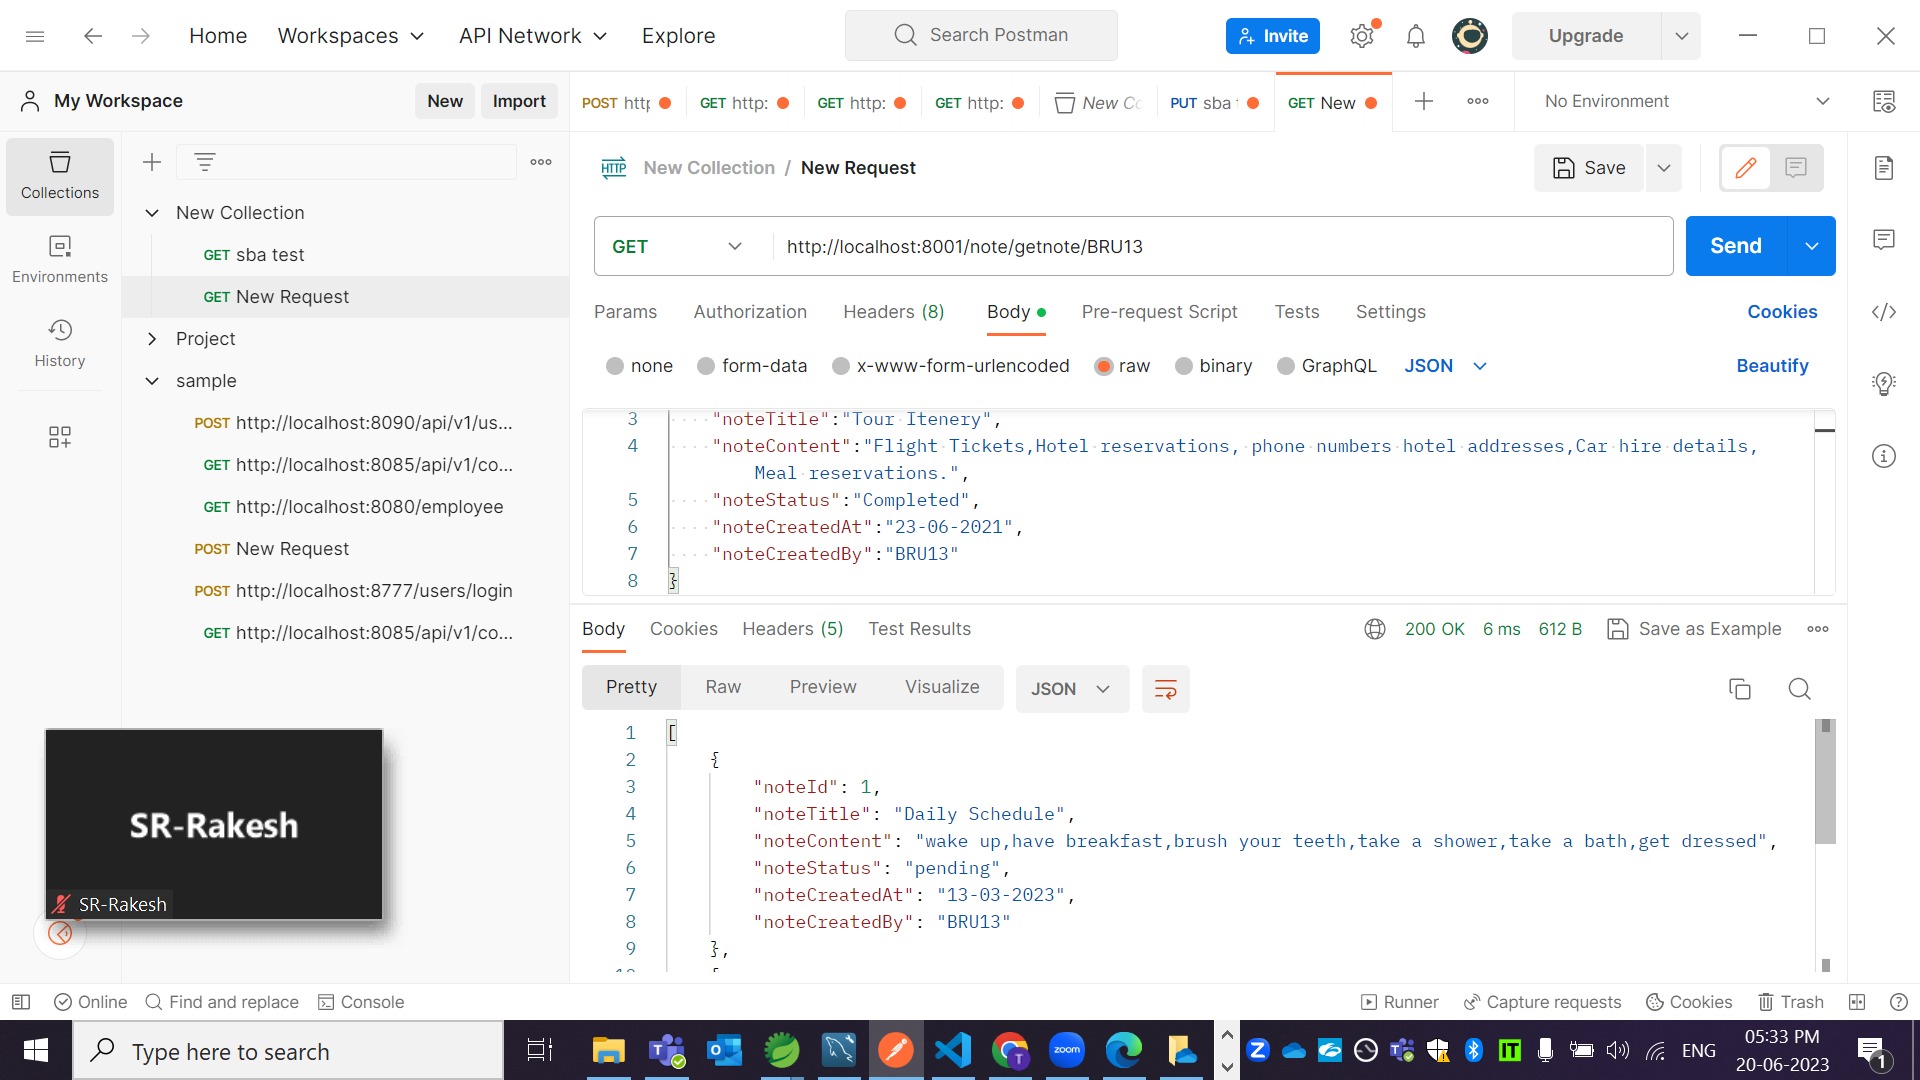 Home
Workspaces
API Network
Explore
Search Postman
Invite
Upgrade
My Workspace
New
Import
POST http
GET http:
GET http:
GET http:
New Co
PUT sba
GET New
No Environment
Collections
Environments
History
New Collection
GET sba test
GET New Request
Project
sample
POST http://localhost:8090/api/v1/us...
GET http://localhost:8085/api/v1/co...
GET http://localhost:8080/employee
POST New Request
POST http://localhost:8777/users/login
GET http://localhost:8085/api/v1/co...
HTTP New Collection / New Request
Save
GET http://localhost:8001/note/getnote/BRU13
Send
Params Authorization Headers (8) Body Pre-request Script Tests Settings Cookies
none form-data x-www-form-urlencoded raw binary GraphQL JSON Beautify
3 "noteTitle":"Tour Itenery",
4 "noteContent":"Flight Tickets,Hotel reservations, phone numbers hotel addresses,Car hire details,
Meal reservations.",
5 "noteStatus":"Completed",
6 "noteCreatedAt":"23-06-2021",
7 "noteCreatedBy":"BRU13"
8 }
Body Cookies Headers (5) Test Results 200 OK 6 ms 612 B Save as Example
Pretty Raw Preview Visualize JSON
1 [
2 {
3 "noteId": 1,
4 "noteTitle": "Daily Schedule",
5 "noteContent": "wake up,have breakfast,brush your teeth,take a shower,take a bath,get dressed",
6 "noteStatus": "pending",
7 "noteCreatedAt": "13-03-2023",
8 "noteCreatedBy": "BRU13"
9 },
SR-Rakesh
SR-Rakesh
Online
Find and replace
Console
Runner
Capture requests
Cookies
Trash
Type here to search
zoom
IT
ENG
05:33 PM
20-06-2023
1